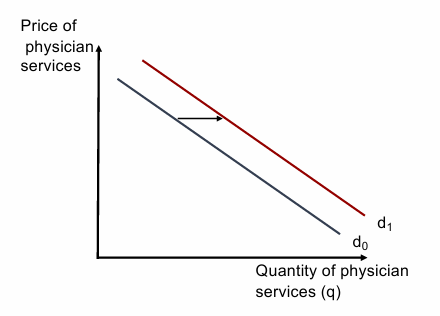 Price of
physician
services
d₁
d₀
Quantity of physician
services (q)